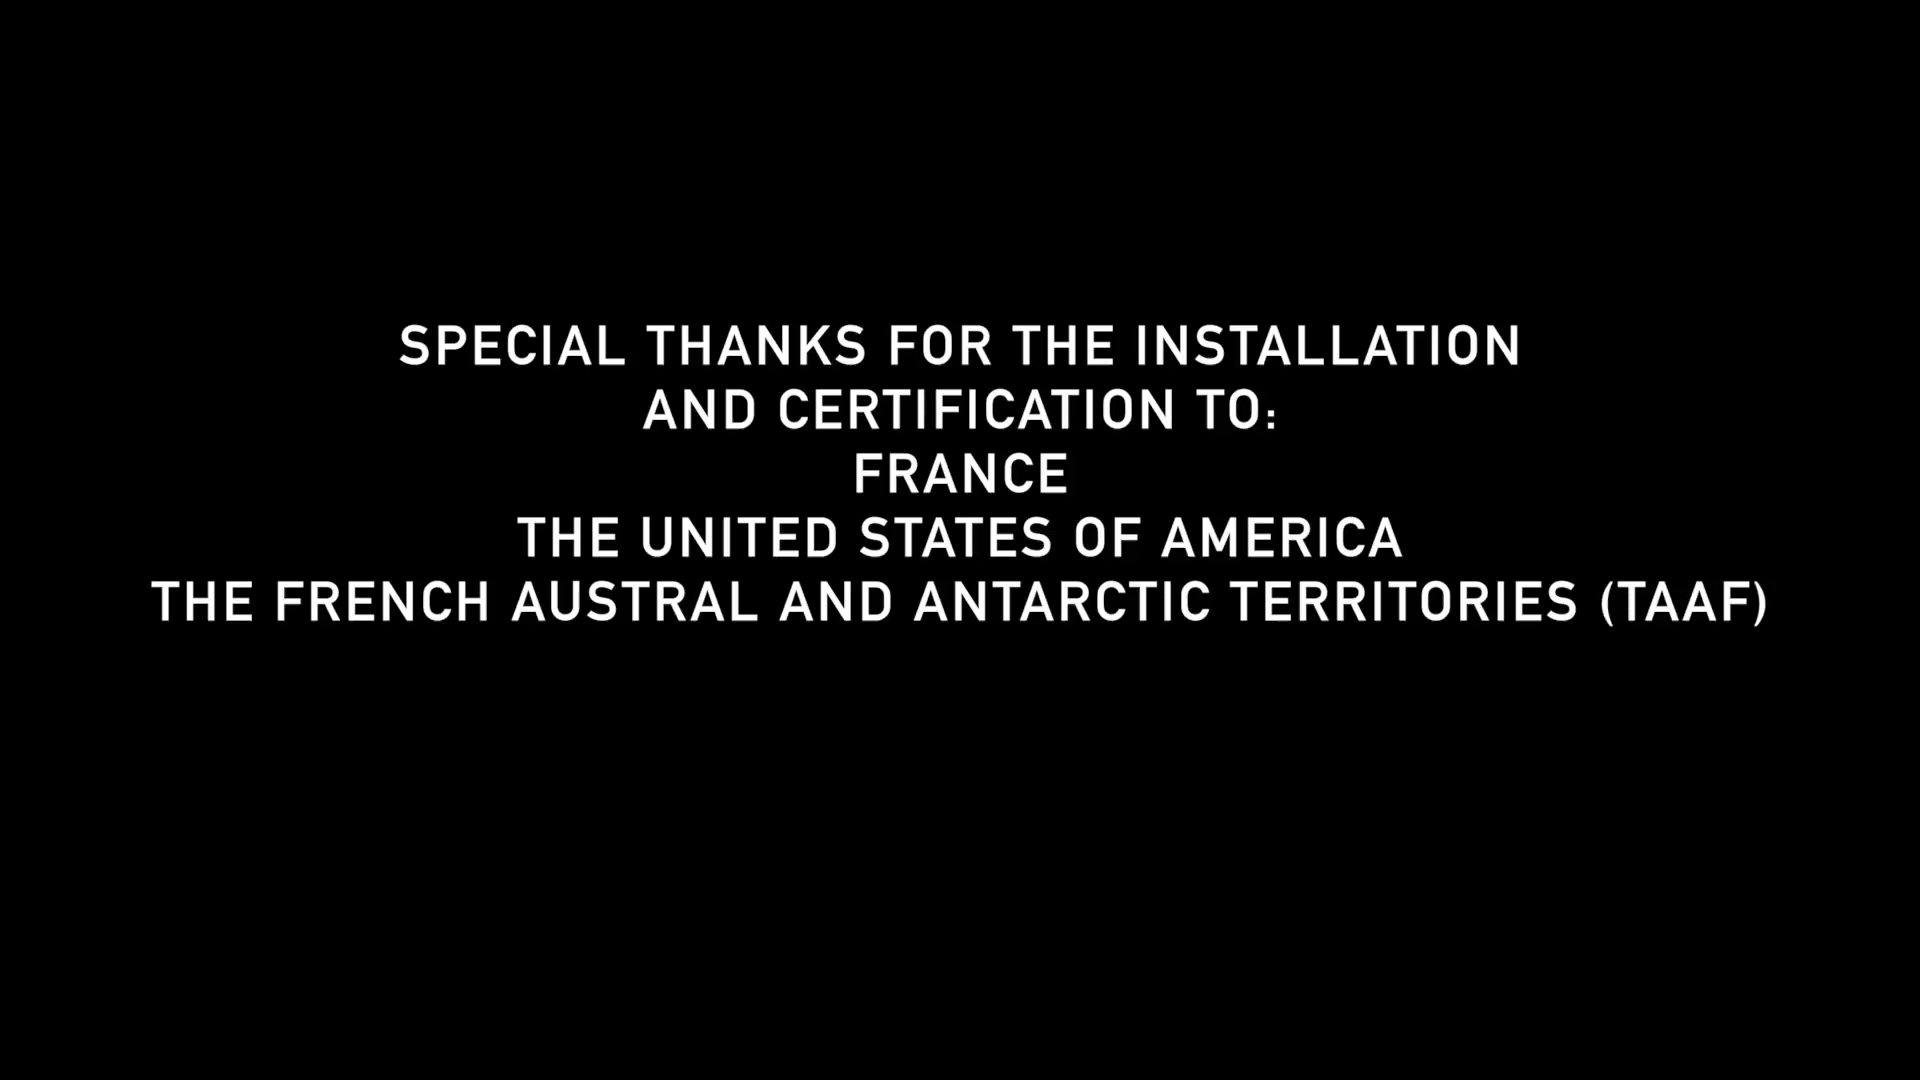 SPECIAL THANKS FOR THE INSTALLATION
AND CERTIFICATION TO:
FRANCE
THE UNITED STATES OF AMERICA
THE FRENCH AUSTRAL AND ANTARCTIC TERRITORIES (TAAF)